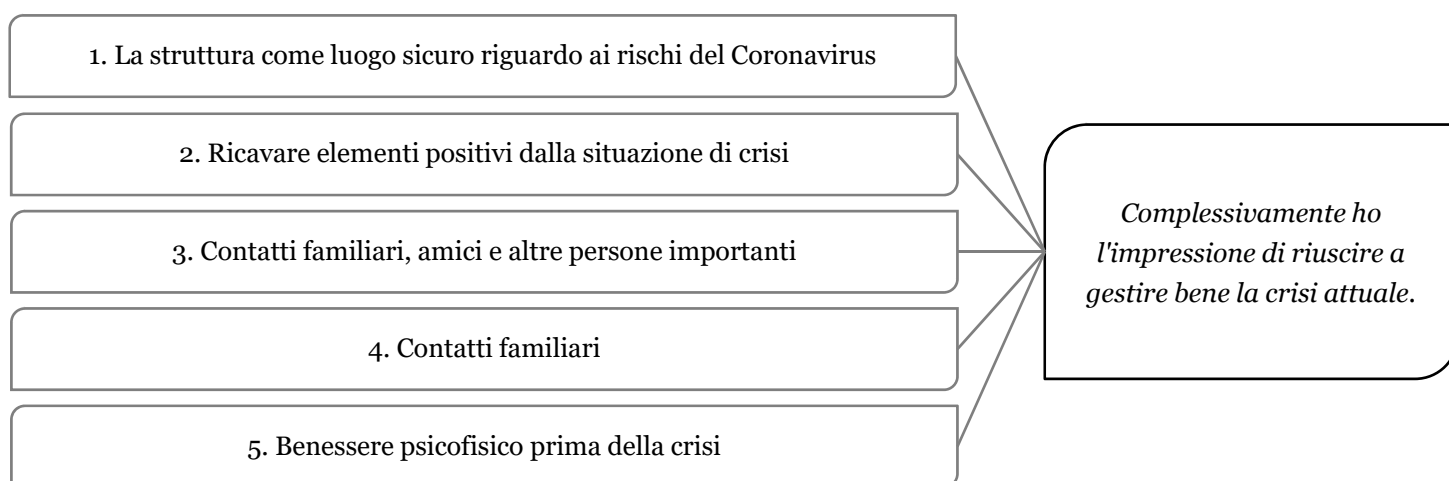 1. La struttura come luogo sicuro riguardo ai rischi del Coronavirus
2. Ricavare elementi positivi dalla situazione di crisi
3. Contatti familiari, amici e altre persone importanti
4. Contatti familiari
5. Benessere psicofisico prima della crisi
Complessivamente ho
l'impressione di riuscire a
gestire bene la crisi attuale.